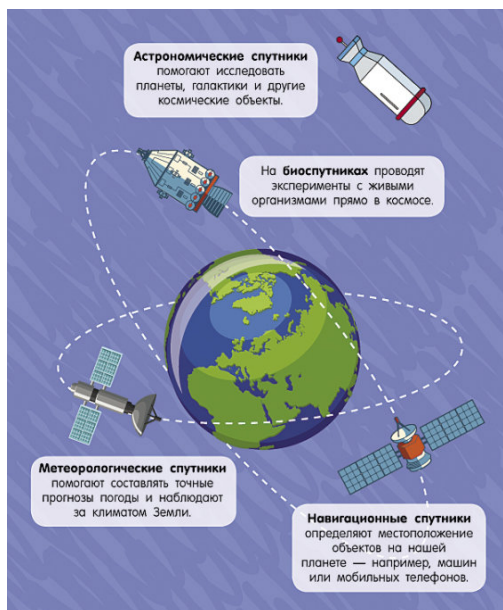 Астрономические спутники
помогают исследовать
планеты, галактики и другие
космические объекты.
На биоспутниках проводят
эксперименты с живыми
организмами прямо в космосе.
Метеорологические спутники
помогают составлять точные
прогнозы погоды и наблюдают
за климатом Земли.
Навигационные спутники
определяют местоположение
объектов на нашей
планете — например, машин
или мобильных телефонов.